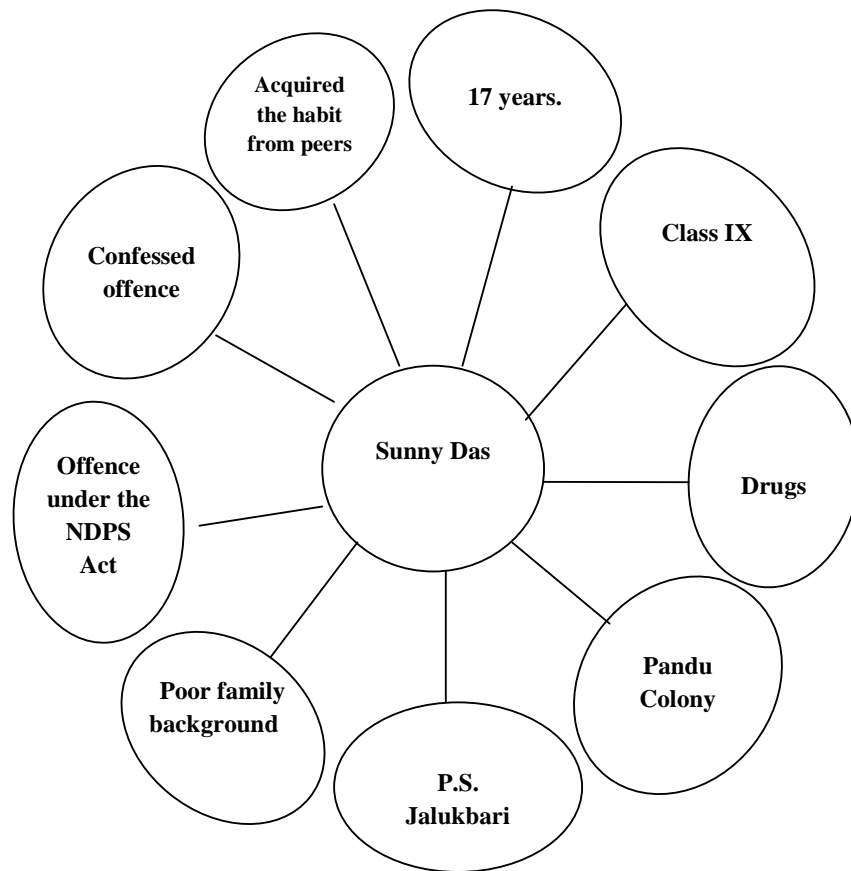 Acquired
the habit
from peers
17 years.
Class IX
Confessed
offence
Sunny Das
Offence
under the
NDPS
Act
Drugs
Poor family
background
Pandu
Colony
P.S.
Jalukbari